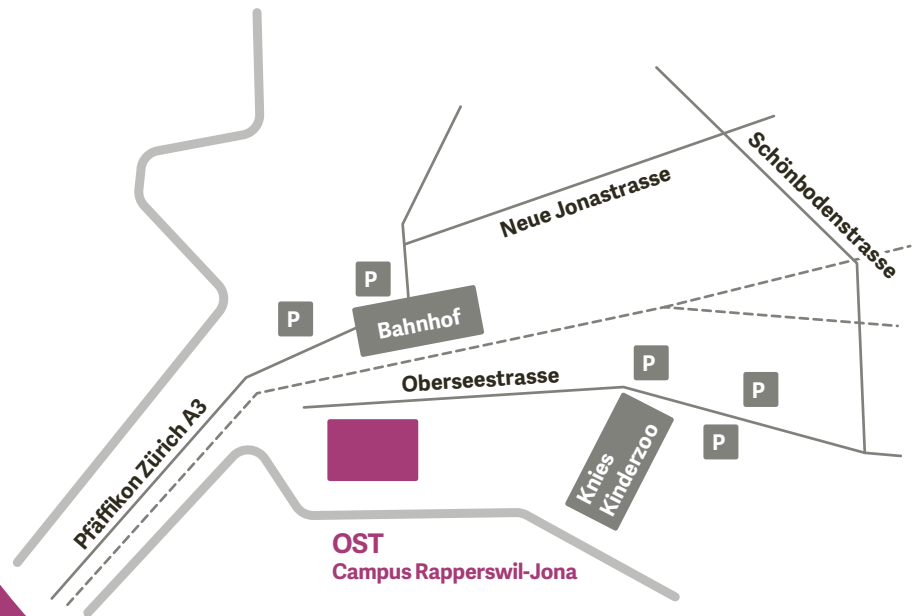 Schönbodenstrasse
Neue Jonastrasse
P
P
Bahnhof
Oberseestrasse
P
P
P
Pfäffikon Zürich A3
Knies
Kinderzoo
OST
Campus Rapperswil-Jona